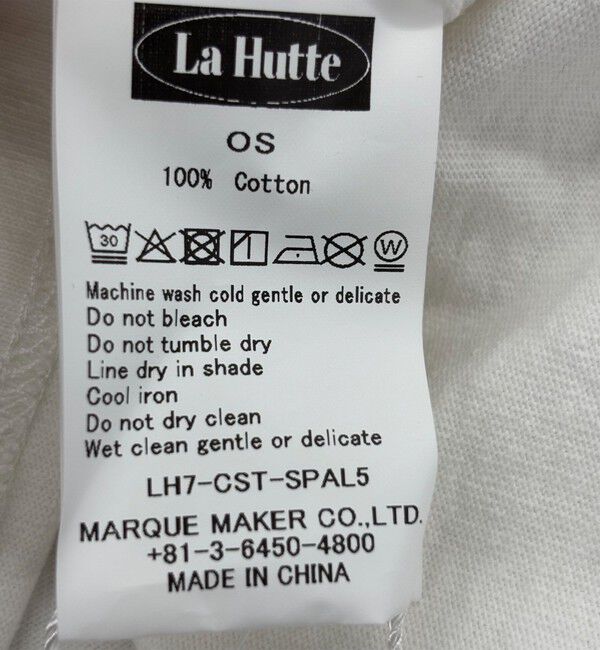 La Hutte
OS
100% Cotton
30 W
Machine wash cold gentle or delicate
Do not bleach
Do not tumble dry
Line dry in shade
Cool iron
Do not dry clean
Wet clean gentle or delicate
LH7-CST-SPAL5
MARQUE MAKER CO.,LTD.
+81-3-6450-4800
MADE IN CHINA